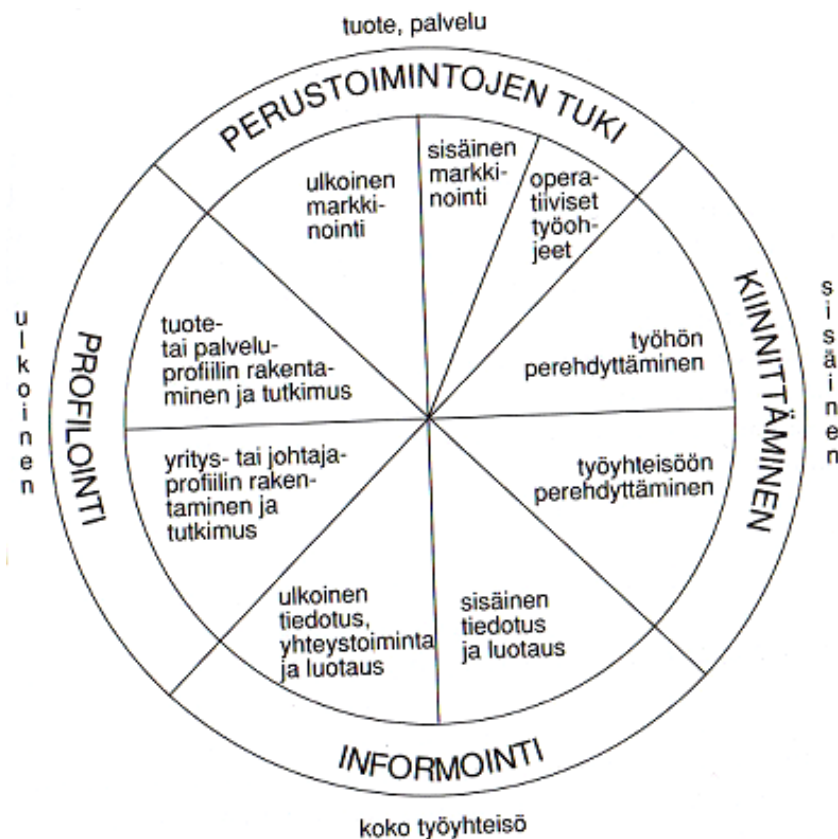 tuote, palvelu
PERUSTOIMINTOJEN TUKI
ulkoinen
markki-
nointi
sisäinen
markki-
nointi
opera-
tiiviset
työoh-
jeet
ulkoinen
PROFILOINTI
tuote-
tai palvelu-
profiilin rakenta-
minen ja tutkimus
työhön
perehdyttäminen
KIINNITTÄMINEN
sisäinen
yritys- tai johtaja-
profiilin raken-
taminen ja
tutkimus
työyhteisöön
perehdyttäminen
ulkoinen
tiedotus,
yhteystoiminta
ja luotaus
sisäinen
tiedotus
ja luotaus
INFORMOINTI
koko työyhteisö